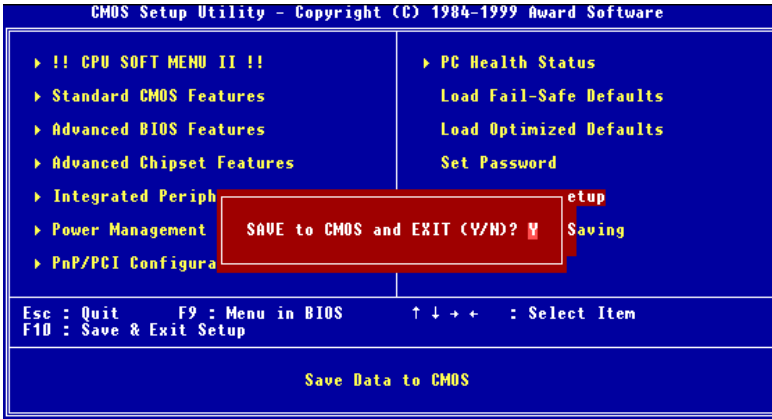 CMOS Setup Utility - Copyright (C) 1984-1999 Award Software
!! CPU SOFT MENU II !!
Standard CMOS Features
Advanced BIOS Features
Advanced Chipset Features
Integrated Periph
Power Management
PnP/PCI Configura
PC Health Status
Load Fail-Safe Defaults
Load Optimized Defaults
Set Password
etup
Saving
SAVE to CMOS and EXIT (Y/N)? Y
Esc : Quit F9 : Menu in BIOS ↑ ↓ → ← : Select Item
F10 : Save & Exit Setup
Save Data to CMOS